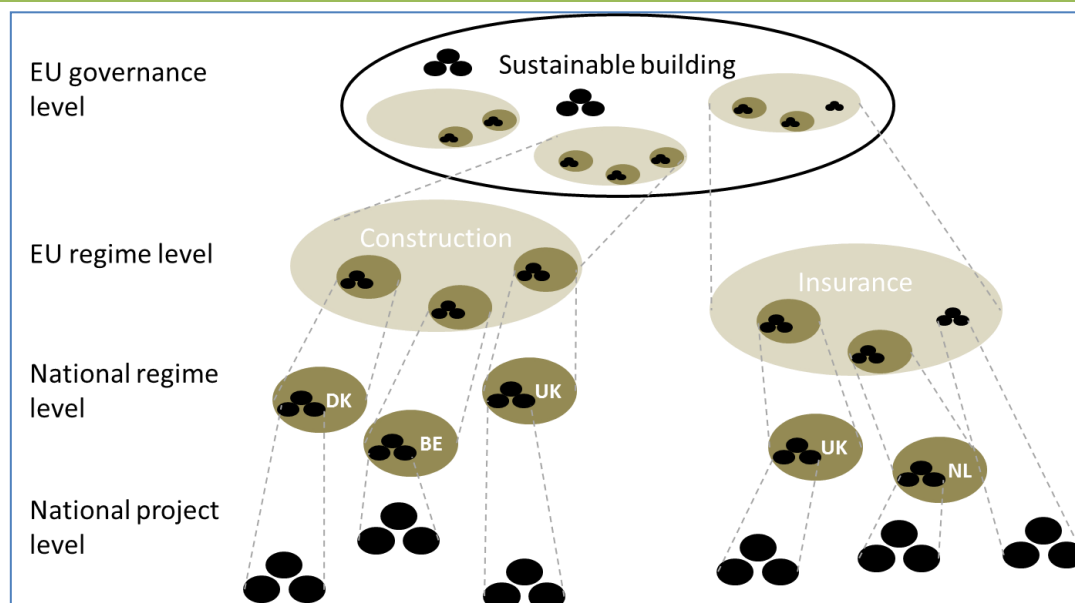 EU governance
level
Sustainable building
EU regime level
Construction
Insurance
National regime
level
DK
UK
BE
UK
NL
National project
level